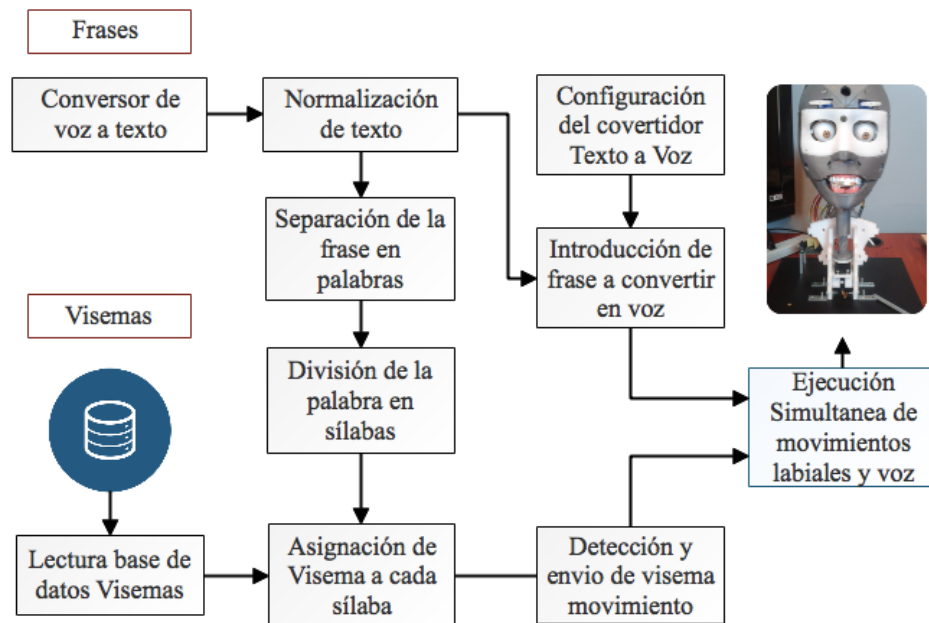 Frases
Conversor de
voz a texto
Normalización
de texto
Configuración
del covertidor
Texto a Voz
Separación de la
frase en
palabras
Introducción de
frase a convertir
en voz
Visemas
División de la
palabra en
sílabas
Ejecución
Simultanea de
movimientos
labiales y voz
Lectura base de
datos Visemas
Asignación de
Visema a cada
sílaba
Detección y
envio de visema
movimiento